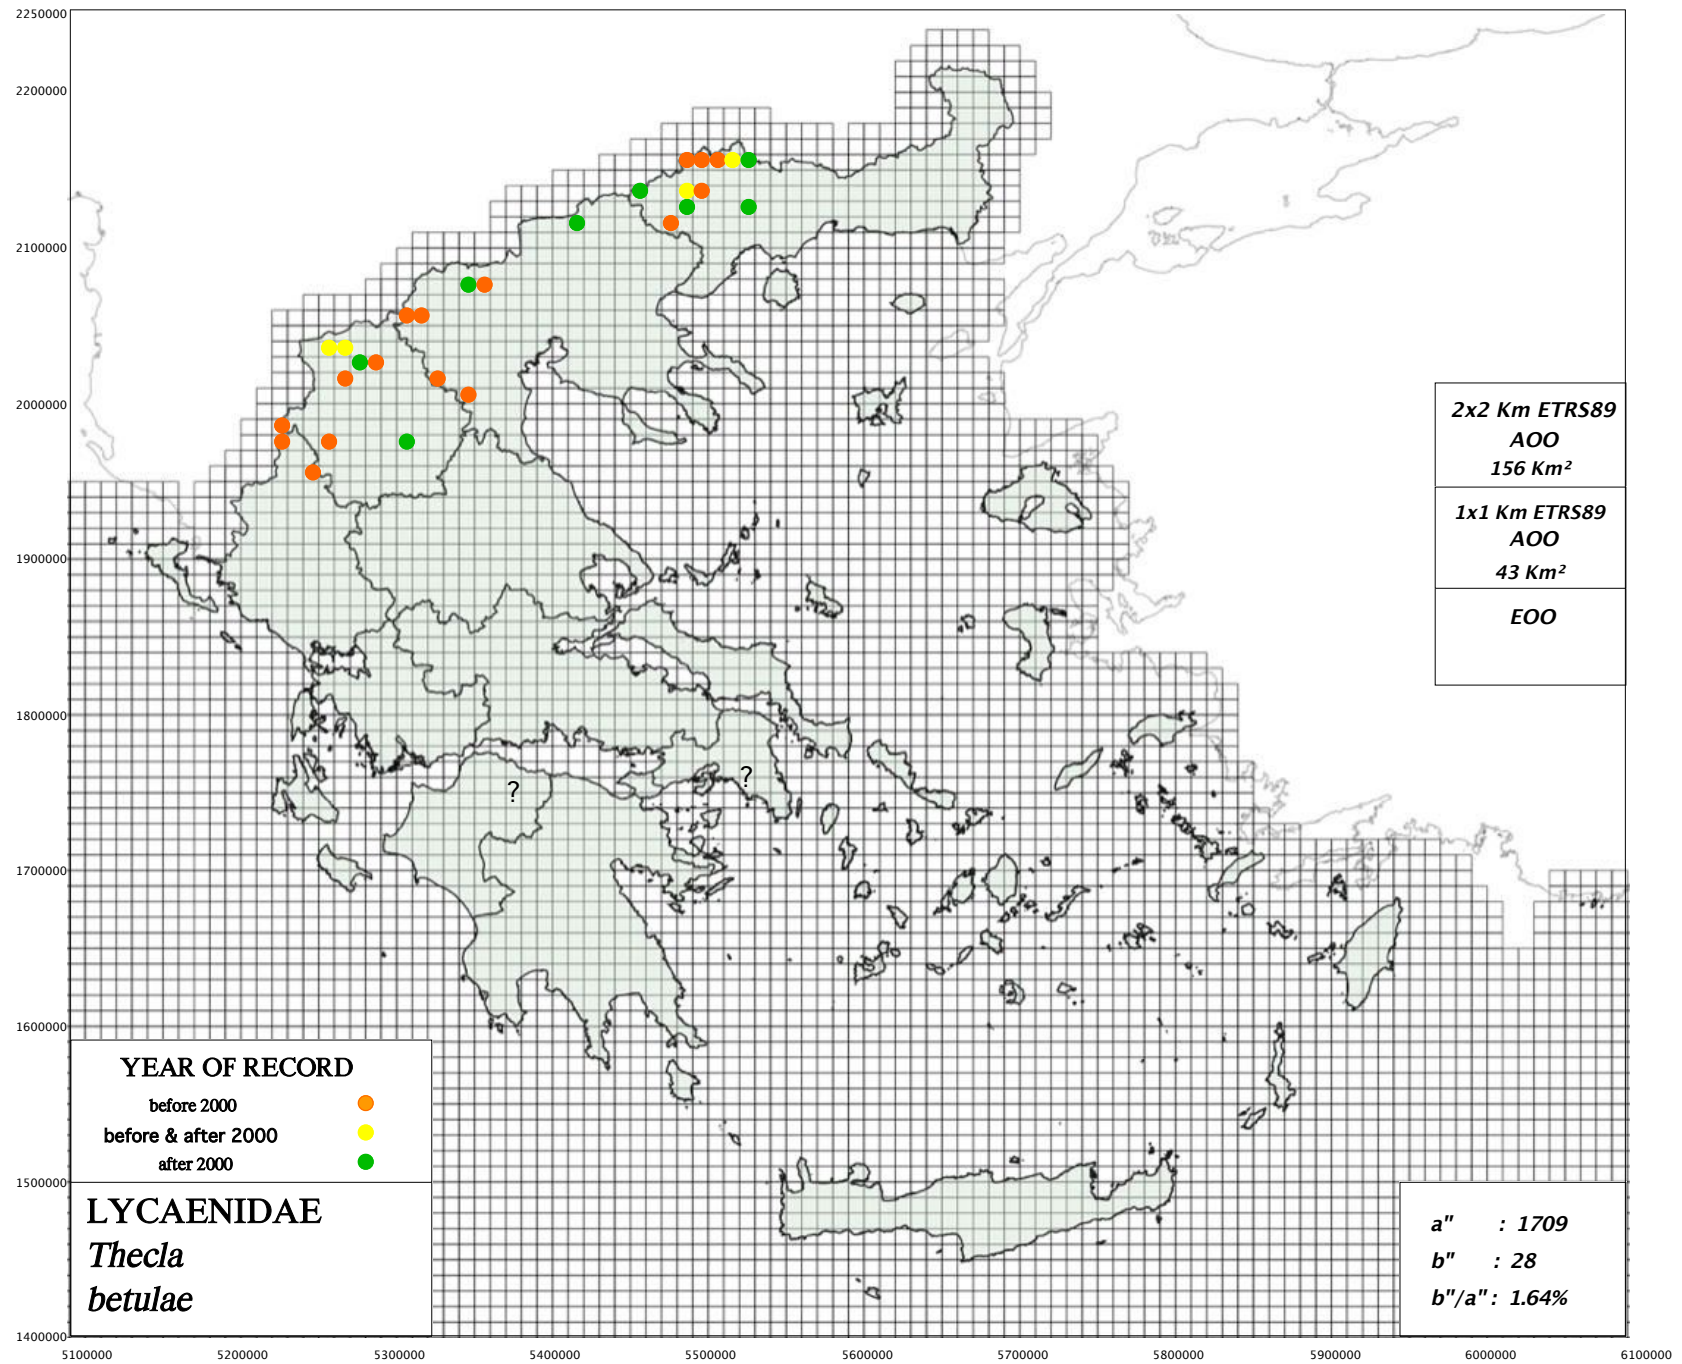 2250000
2200000
2100000
2000000
1900000
1800000
1700000
1600000
1500000
1400000
5100000 5200000 5300000 5400000 5500000 5600000 5700000 5800000 5900000 6000000 6100000
2x2 Km ETRS89
AOO
156 Km²
1x1 Km ETRS89
AOO
43 Km²
EOO
? ?
YEAR OF RECORD
before 2000
before & after 2000
after 2000
LYCAENIDAE
Thecla
betulae
a" : 1709
b" : 28
b"/a" : 1.64%